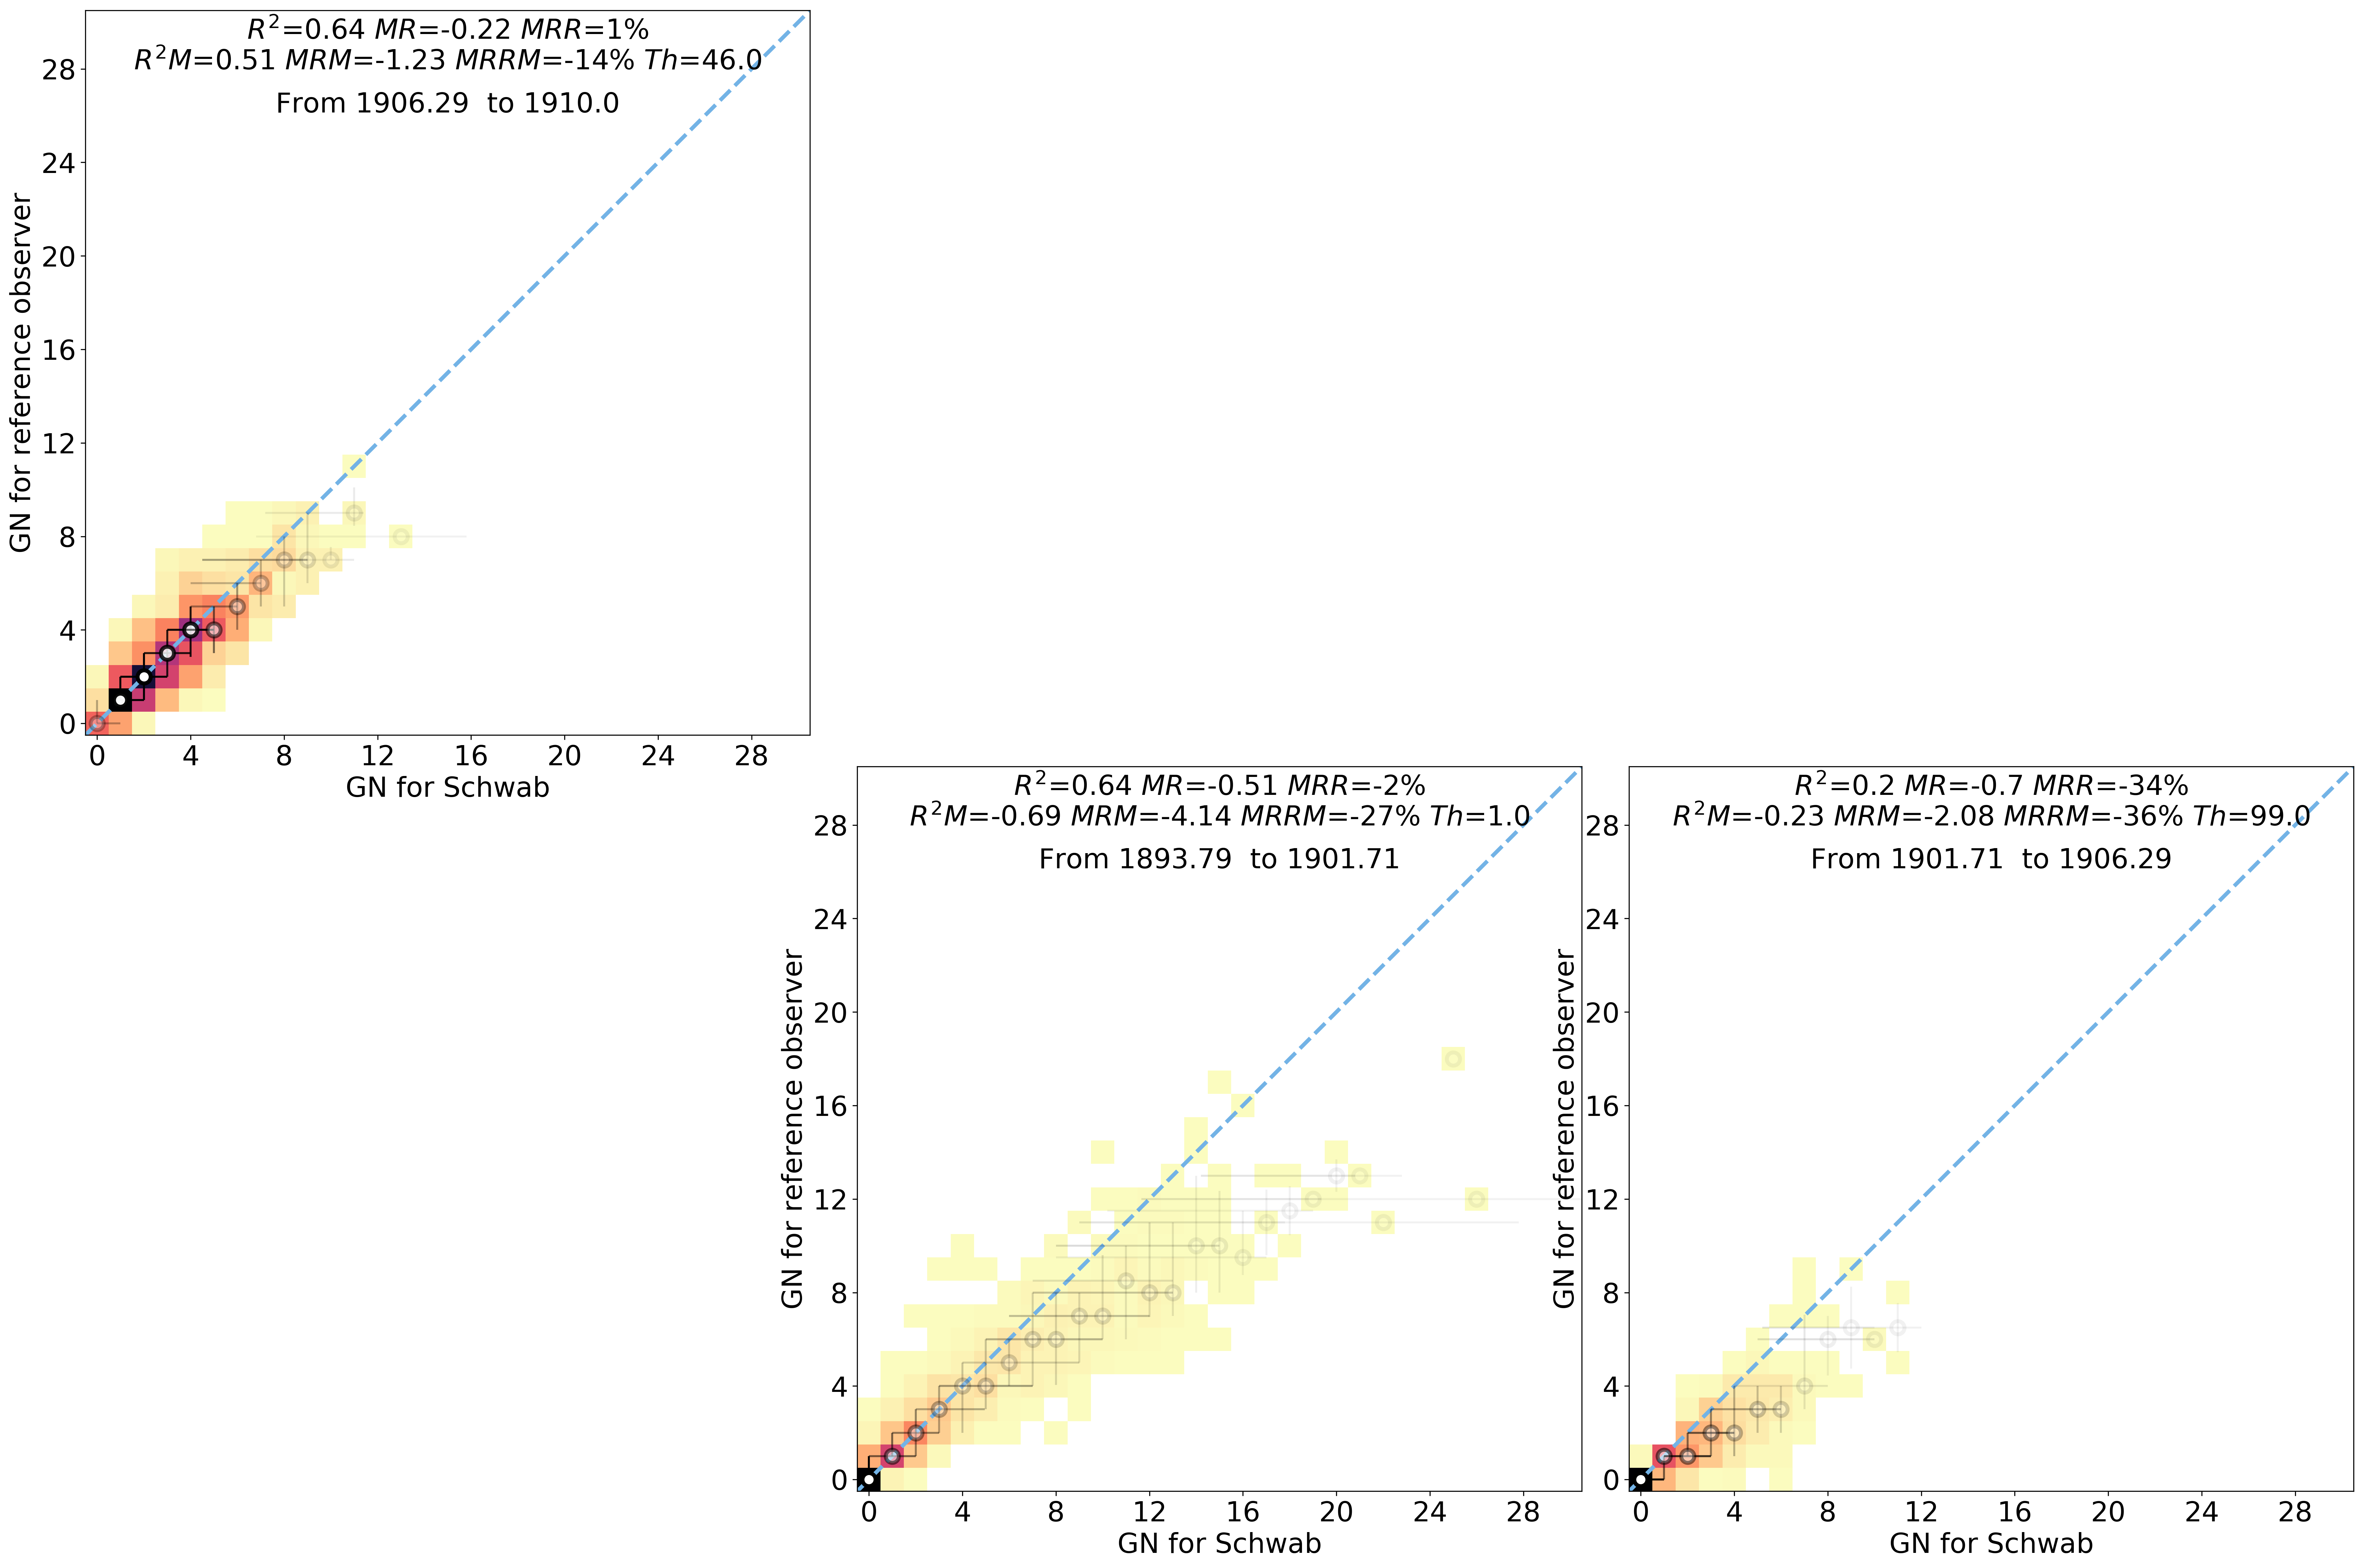 R²=0.64 MR=-0.22 MRR=1%
R²M=0.51 MRM=-1.23 MRRM=-14% Th=46.0
From 1906.29  to 1910.0
28
24
20
16
12
8
4
0
GN for reference observer
0 4 8 12 16 20 24 28
GN for Schwab
R²=0.64 MR=-0.51 MRR=-2%
R²M=-0.69 MRM=-4.14 MRRM=-27% Th=1.0
From 1893.79  to 1901.71
28
24
20
16
12
8
4
0
GN for reference observer
0 4 8 12 16 20 24 28
GN for Schwab
R²=0.2 MR=-0.7 MRR=-34%
R²M=-0.23 MRM=-2.08 MRRM=-36% Th=99.0
From 1901.71  to 1906.29
28
24
20
16
12
8
4
0
GN for reference observer
0 4 8 12 16 20 24 28
GN for Schwab